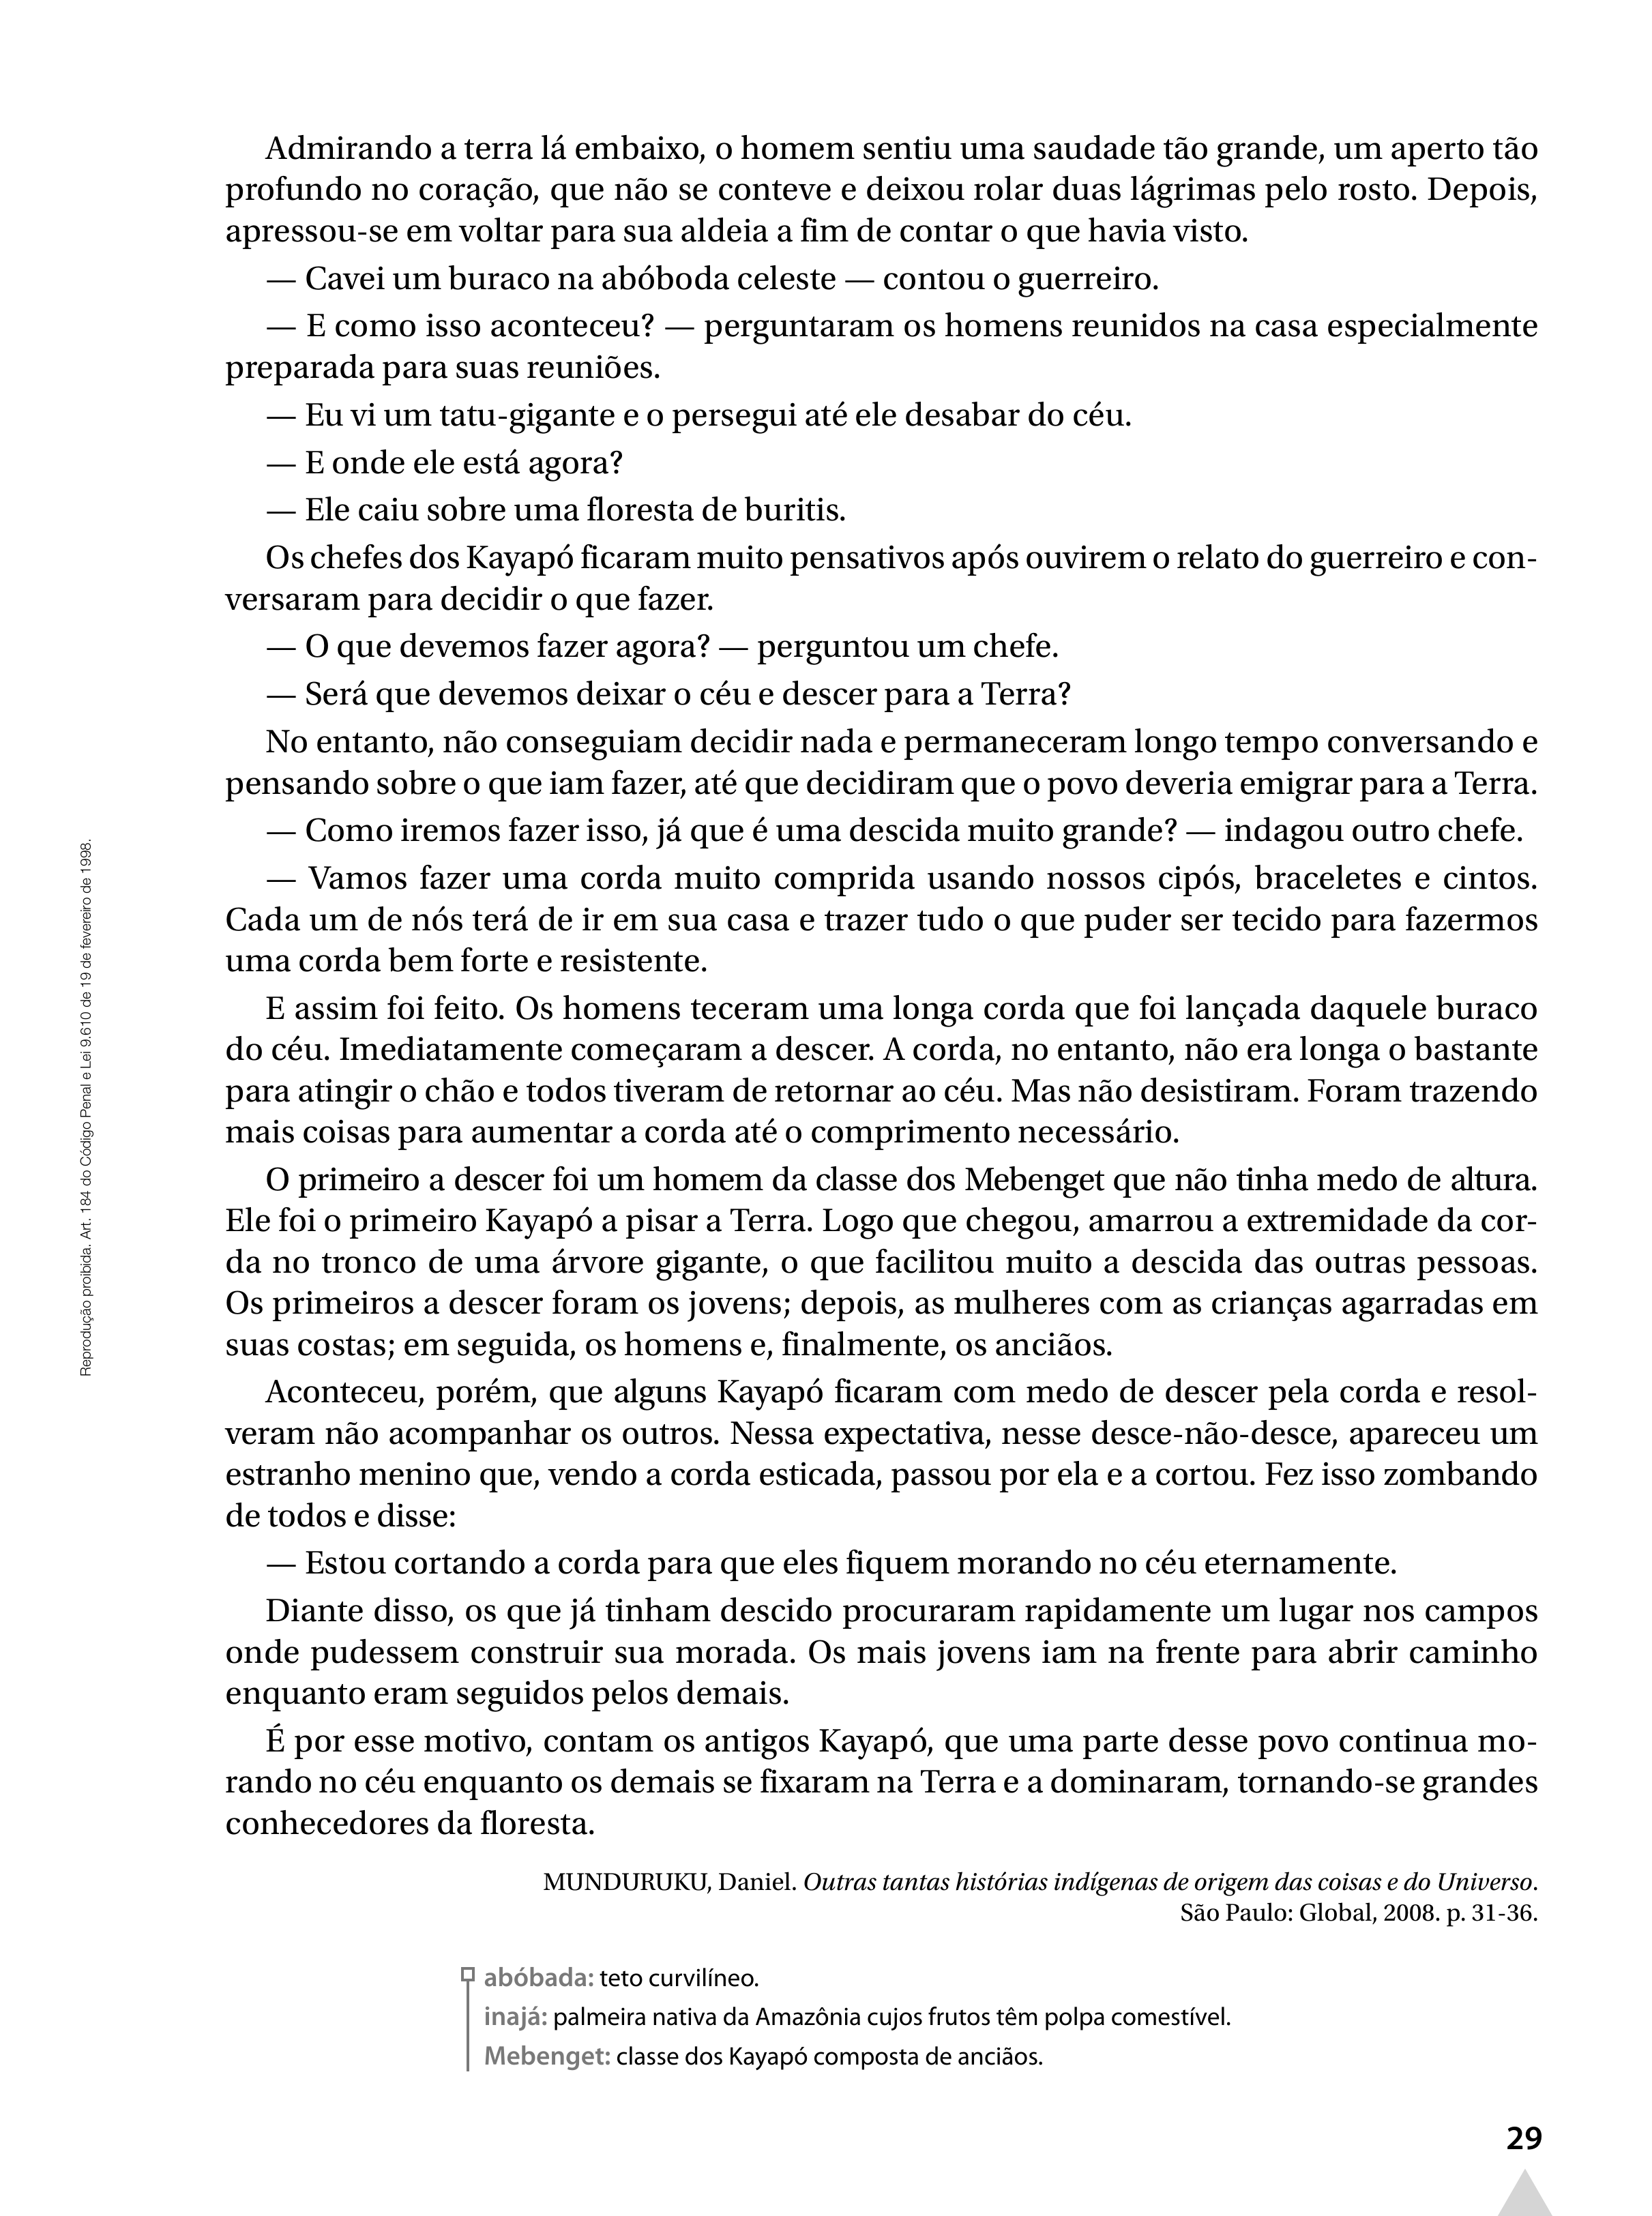 Admirando a terra lá embaixo, o homem sentiu uma saudade tão grande, um aperto tão
profundo no coração, que não se conteve e deixou rolar duas lágrimas pelo rosto. Depois,
apressou-se em voltar para sua aldeia a fim de contar o que havia visto.
— Cavei um buraco na abóboda celeste — contou o guerreiro.
— E como isso aconteceu? — perguntaram os homens reunidos na casa especialmente
preparada para suas reuniões.
— Eu vi um tatu-gigante e o persegui até ele desabar do céu.
— E onde ele está agora?
— Ele caiu sobre uma floresta de buritis.
Os chefes dos Kayapó ficaram muito pensativos após ouvirem o relato do guerreiro e con-
versaram para decidir o que fazer.
— O que devemos fazer agora? — perguntou um chefe.
— Será que devemos deixar o céu e descer para a Terra?
No entanto, não conseguiam decidir nada e permaneceram longo tempo conversando e
pensando sobre o que iam fazer, até que decidiram que o povo deveria emigrar para a Terra.
— Como iremos fazer isso, já que é uma descida muito grande? — indagou outro chefe.
— Vamos fazer uma corda muito comprida usando nossos cipós, braceletes e cintos.
Cada um de nós terá de ir em sua casa e trazer tudo o que puder ser tecido para fazermos
uma corda bem forte e resistente.
E assim foi feito. Os homens teceram uma longa corda que foi lançada daquele buraco
do céu. Imediatamente começaram a descer. A corda, no entanto, não era longa o bastante
para atingir o chão e todos tiveram de retornar ao céu. Mas não desistiram. Foram trazendo
mais coisas para aumentar a corda até o comprimento necessário.
O primeiro a descer foi um homem da classe dos Mebenget que não tinha medo de altura.
Ele foi o primeiro Kayapó a pisar a Terra. Logo que chegou, amarrou a extremidade da cor-
da no tronco de uma árvore gigante, o que facilitou muito a descida das outras pessoas.
Os primeiros a descer foram os jovens; depois, as mulheres com as crianças agarradas em
suas costas; em seguida, os homens e, finalmente, os anciãos.
Aconteceu, porém, que alguns Kayapó ficaram com medo de descer pela corda e resol-
veram não acompanhar os outros. Nessa expectativa, nesse desce-não-desce, apareceu um
estranho menino que, vendo a corda esticada, passou por ela e a cortou. Fez isso zombando
de todos e disse:
— Estou cortando a corda para que eles fiquem morando no céu eternamente.
Diante disso, os que já tinham descido procuraram rapidamente um lugar nos campos
onde pudessem construir sua morada. Os mais jovens iam na frente para abrir caminho
enquanto eram seguidos pelos demais.
É por esse motivo, contam os antigos Kayapó, que uma parte desse povo continua mo-
rando no céu enquanto os demais se fixaram na Terra e a dominaram, tornando-se grandes
conhecedores da floresta.
MUNDURUKU, Daniel. Outras tantas histórias indígenas de origem das coisas e do Universo.
São Paulo: Global, 2008. p. 31-36.
abóbada: teto curvilíneo.
inajá: palmeira nativa da Amazônia cujos frutos têm polpa comestível.
Mebenget: classe dos Kayapó composta de anciãos.
Reprodução proibida. Art. 184 do Código Penal e Lei 9.610 de 19 de fevereiro de 1998.
29